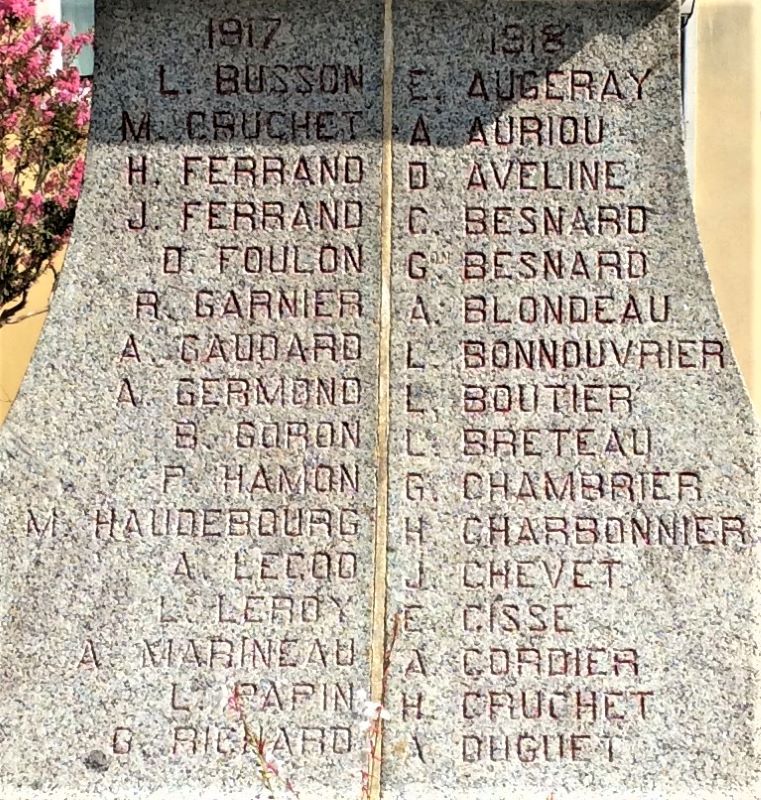 1917
L. BUSSON
M. CRUCHET
H. FERRAND
J. FERRAND
D. FOULON
R. GARNIER
A. GAUDARD
A. GERMOND
B. GORON
P. HAMON
M. HAUDEBOURG
A. LECOQ
L. LEROY
A. MARINEAU
L. PAPIN
G. RICHARD
1918
E. AUGERAY
A. AURIOU
D. AVELINE
C. BESNARD
G. BESNARD
A. BLONDEAU
L. BONNOUVRIER
L. BOUTIER
L. BRETEAU
G. CHAMBRIER
H. CHARBONNIER
J. CHEVET
E. CISSE
A. CORDIER
H. CRUCHET
A. DUGUET